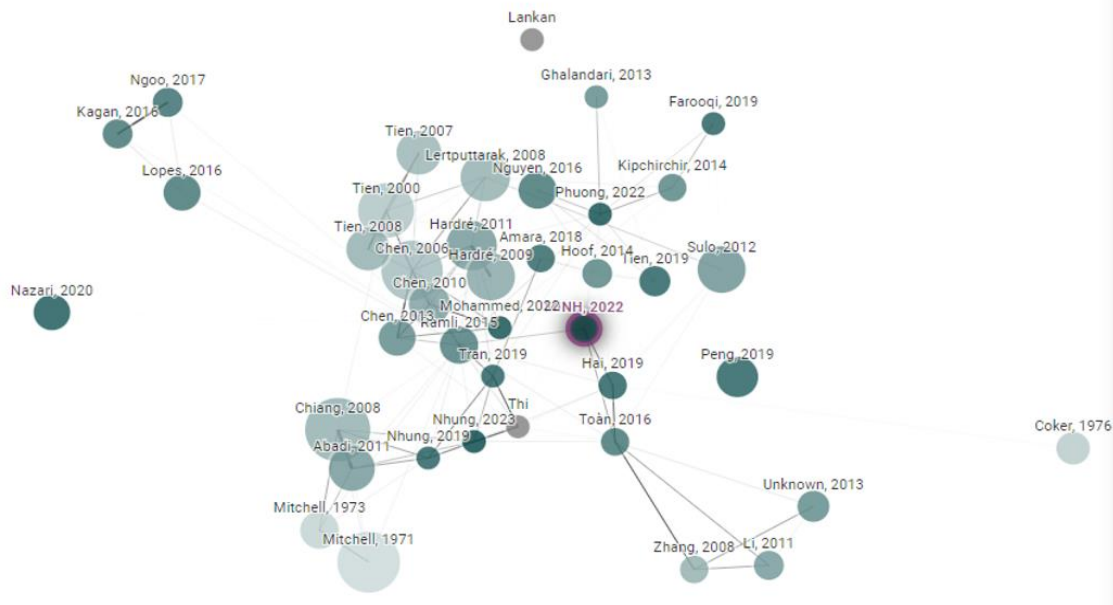 Lankan
Ghalandari, 2013
Ngoo, 2017
Farooqi, 2019
Kagan, 2016
Tien, 2007
Lertputtarak, 2008
Nguyen, 2016
Kipchirchir, 2014
Lopes, 2016
Tien, 2000
Phuong, 2022
Tien, 2008
Hardré, 2011
Amara, 2018
Chen, 2006
Hardré, 2009
Hoof, 2014
Tien, 2019
Sulo, 2012
Chen, 2010
Nazari, 2020
Mohammed, 2022
NH, 2022
Chen, 2013
Ramli, 2015
Tran, 2019
Hai, 2019
Peng, 2019
Chiang, 2008
Thi
Nhung, 2023
Toàn, 2016
Coker, 1976
Nhung, 2019
Abadi, 2011
Unknown, 2013
Mitchell, 1973
Mitchell, 1971
Zhang, 2008
Li, 2011